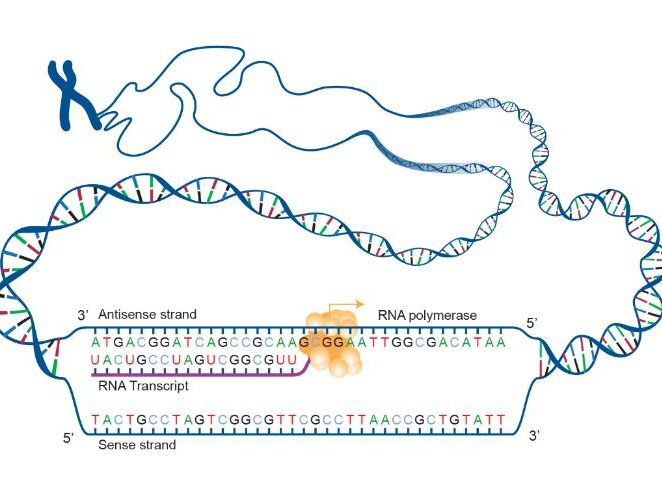 3' Antisense strand RNA polymerase 5'
ATGACGGATCAGCCGCAAGCGGAATTGGCGACATAA
UACUGCCUAGUCGGCGUU
RNA Transcript
TACTGCCTAGTCGGCGTTCGCCTTAACCGCTGTATT
5' Sense strand 3'